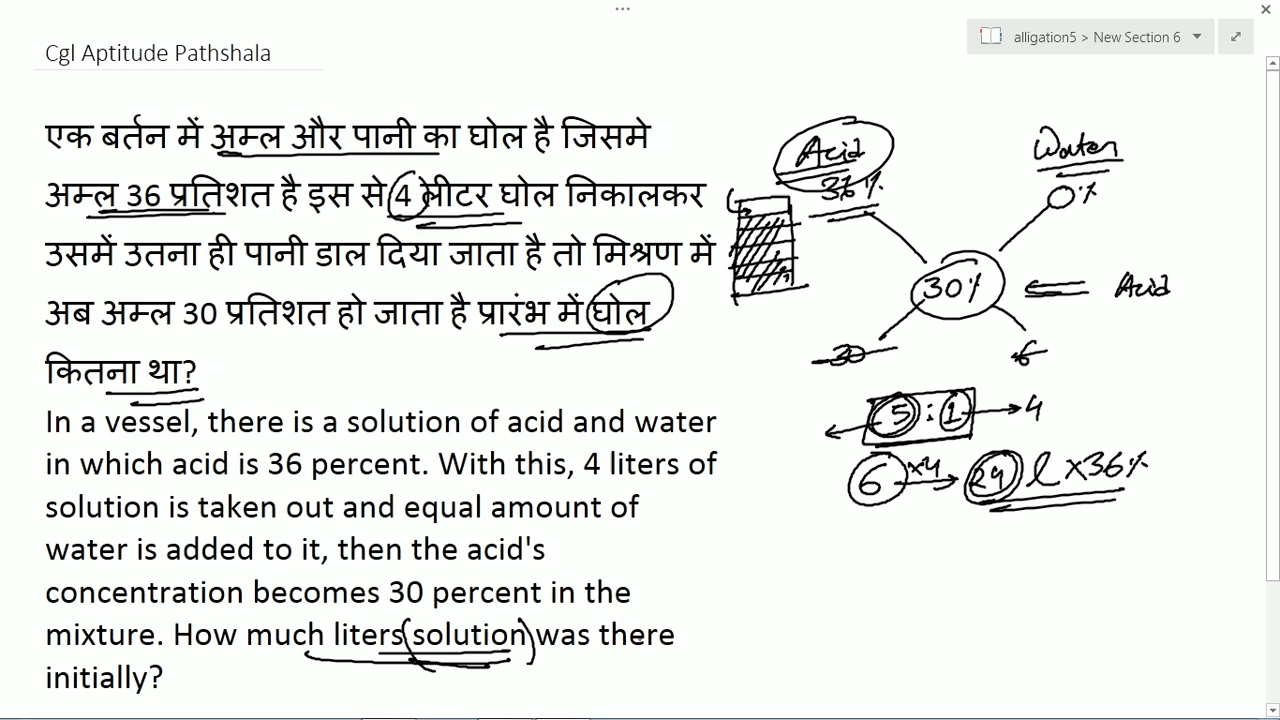 ...
alligation5 > New Section 6
Cgl Aptitude Pathshala
एक बर्तन में अम्ल और पानी का घोल है जिसमे
अम्ल 36 प्रतिशत है इस से 4 लीटर घोल निकालकर
उसमें उतना ही पानी डाल दिया जाता है तो मिश्रण में
अब अम्ल 30 प्रतिशत हो जाता है प्रारंभ में घोल
कितना था?
In a vessel, there is a solution of acid and water
in which acid is 36 percent. With this, 4 liters of
solution is taken out and equal amount of
water is added to it, then the acid's
concentration becomes 30 percent in the
mixture. How much liters solution was there
initially?
Acid
36%
Water
0%
30%
Acid
30
6
5 : 1 → 4
6 ×4 → 24 l ×36%